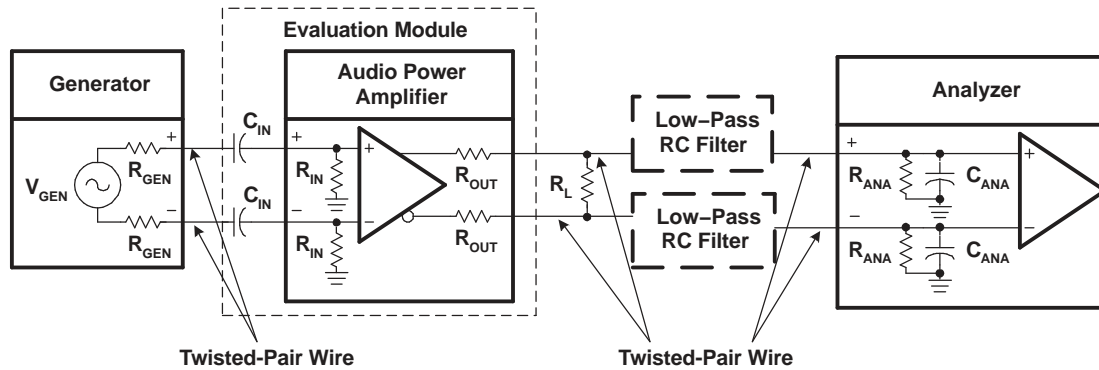 Evaluation Module
Generator
Audio Power
Amplifier
Analyzer
Low–Pass
RC Filter
Low–Pass
RC Filter
V_GEN
R_GEN
R_GEN
+
−
C_IN
C_IN
+
−
R_IN
R_IN
+
−
R_OUT
R_OUT
R_L
+
−
R_ANA
R_ANA
C_ANA
C_ANA
+
−
Twisted-Pair Wire
Twisted-Pair Wire